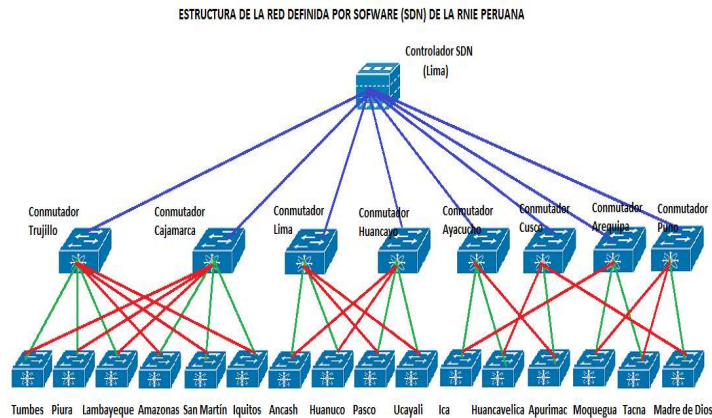 ESTRUCTURA DE LA RED DEFINIDA POR SOFWARE (SDN) DE LA RNIE PERUANA
Controlador SDN
(Lima)
Conmutador
Trujillo
Conmutador
Cajamarca
Conmutador
Lima
Conmutador
Huancayo
Conmutador
Ayacucho
Conmutador
Cusco
Conmutador
Arequipa
Conmutador
Puno
Tumbes
Piura
Lambayeque
Amazonas
San Martín
Iquitos
Ancash
Huanuco
Pasco
Ucayali
Ica
Huancavelica
Apurimac
Moquegua
Tacna
Madre de Dios